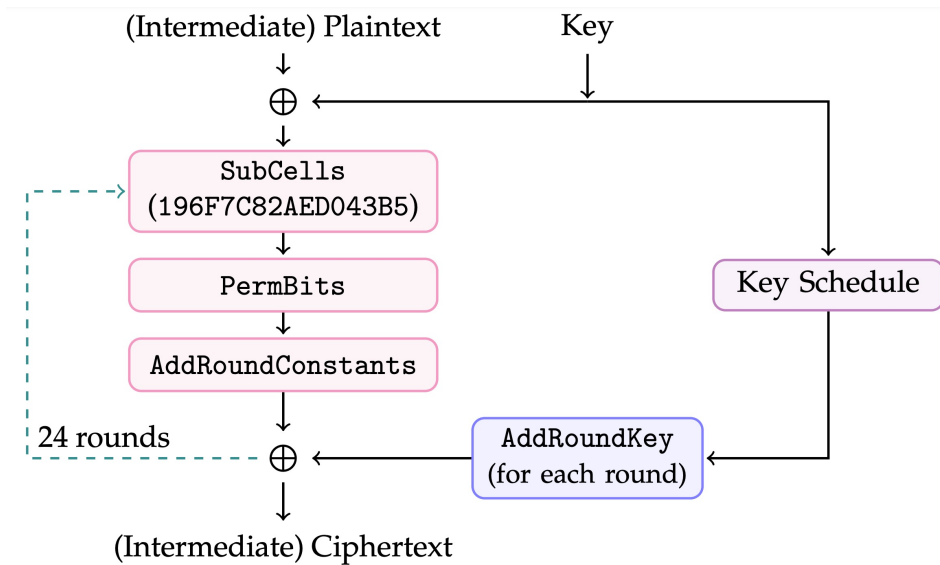 (Intermediate) Plaintext
Key
SubCells
(196F7C82AED043B5)
PermBits
Key Schedule
AddRoundConstants
24 rounds
AddRoundKey
(for each round)
(Intermediate) Ciphertext